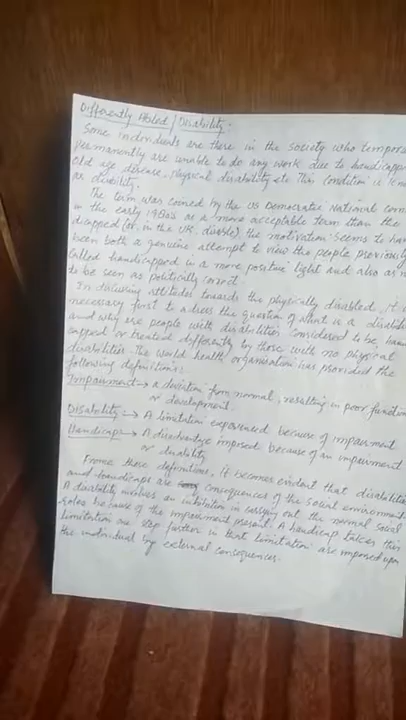 Differently Abled / Disability:
Some individuals are there in the society who tempora
permanently are unable to do any work due to handicapp
Old age disease, physical disability etc. This condition is kn
as disability.
The term was coined by the US Democratic National com
in the early 1980s as a more acceptable term than the
dicapped (or, in the UK, disable) the motivation seems to ha
been both a genuine attempt to view the people previously
called handicapped in a more positive light and also as n
to be seen as politically correct.
In discussing attitudes towards the physically disabled, it i
necessary first to adress the question of what is a disabili
and why are people with disabilities considered to be han
capped or treated differently by those with no physical
disabilities. The world health organisation has provided the
following definitions:
Impairment → a deviation from normal, resulting in poor function
or development.
Disability → A limitation experienced because of impairment
Handicap → A disadvantage imposed because of an impairment
or disability
From these definitions, it becomes evident that disabilities
and handicaps are consequences of the social environment.
A disability involves an in carrying out the normal social
roles because of the impairment present. A handicap takes this
limitation one step further in that limitation are imposed upon
the individual by external consequences.